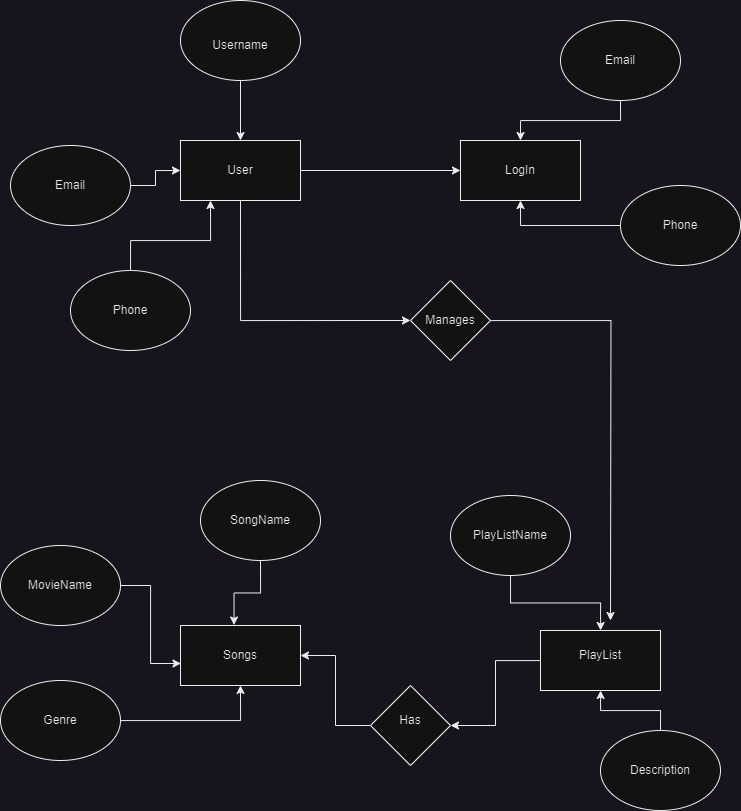 Username
Email
User
LogIn
Email
Phone
Phone
Manages
SongName
PlayListName
MovieName
Songs
PlayList
Genre
Has
Description